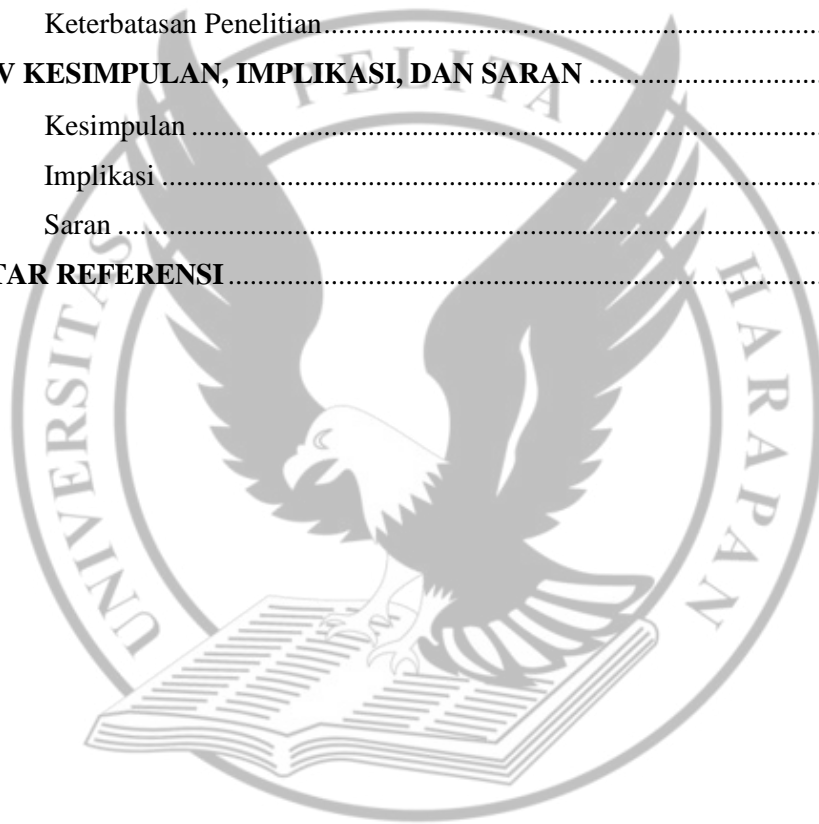 Keterbatasan Penelitian................................................................
V KESIMPULAN, IMPLIKASI, DAN SARAN................................
Kesimpulan................................................................
Implikasi................................................................
Saran................................................................
TAR REFERENSI................................................................
UNIVERSITAS PELITA HARAPAN